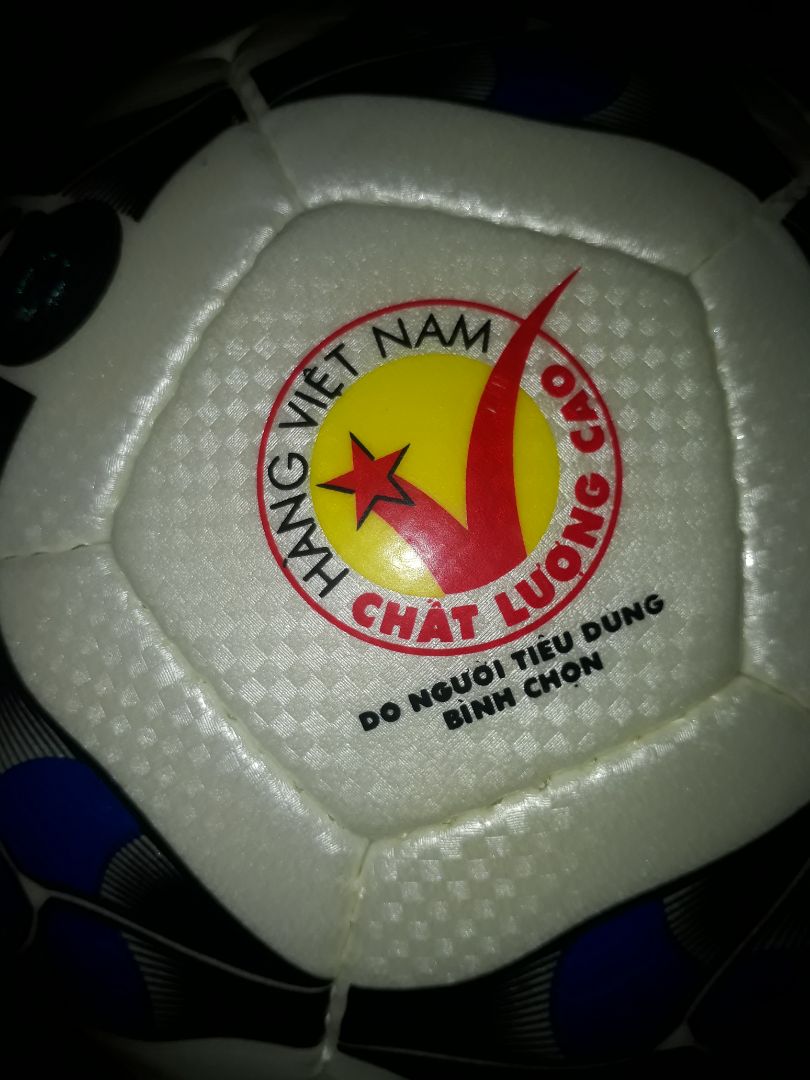 HÀNG VIỆT NAM
CHẤT LƯỢNG CAO
DO NGƯỜI TIÊU DÙNG
BÌNH CHỌN